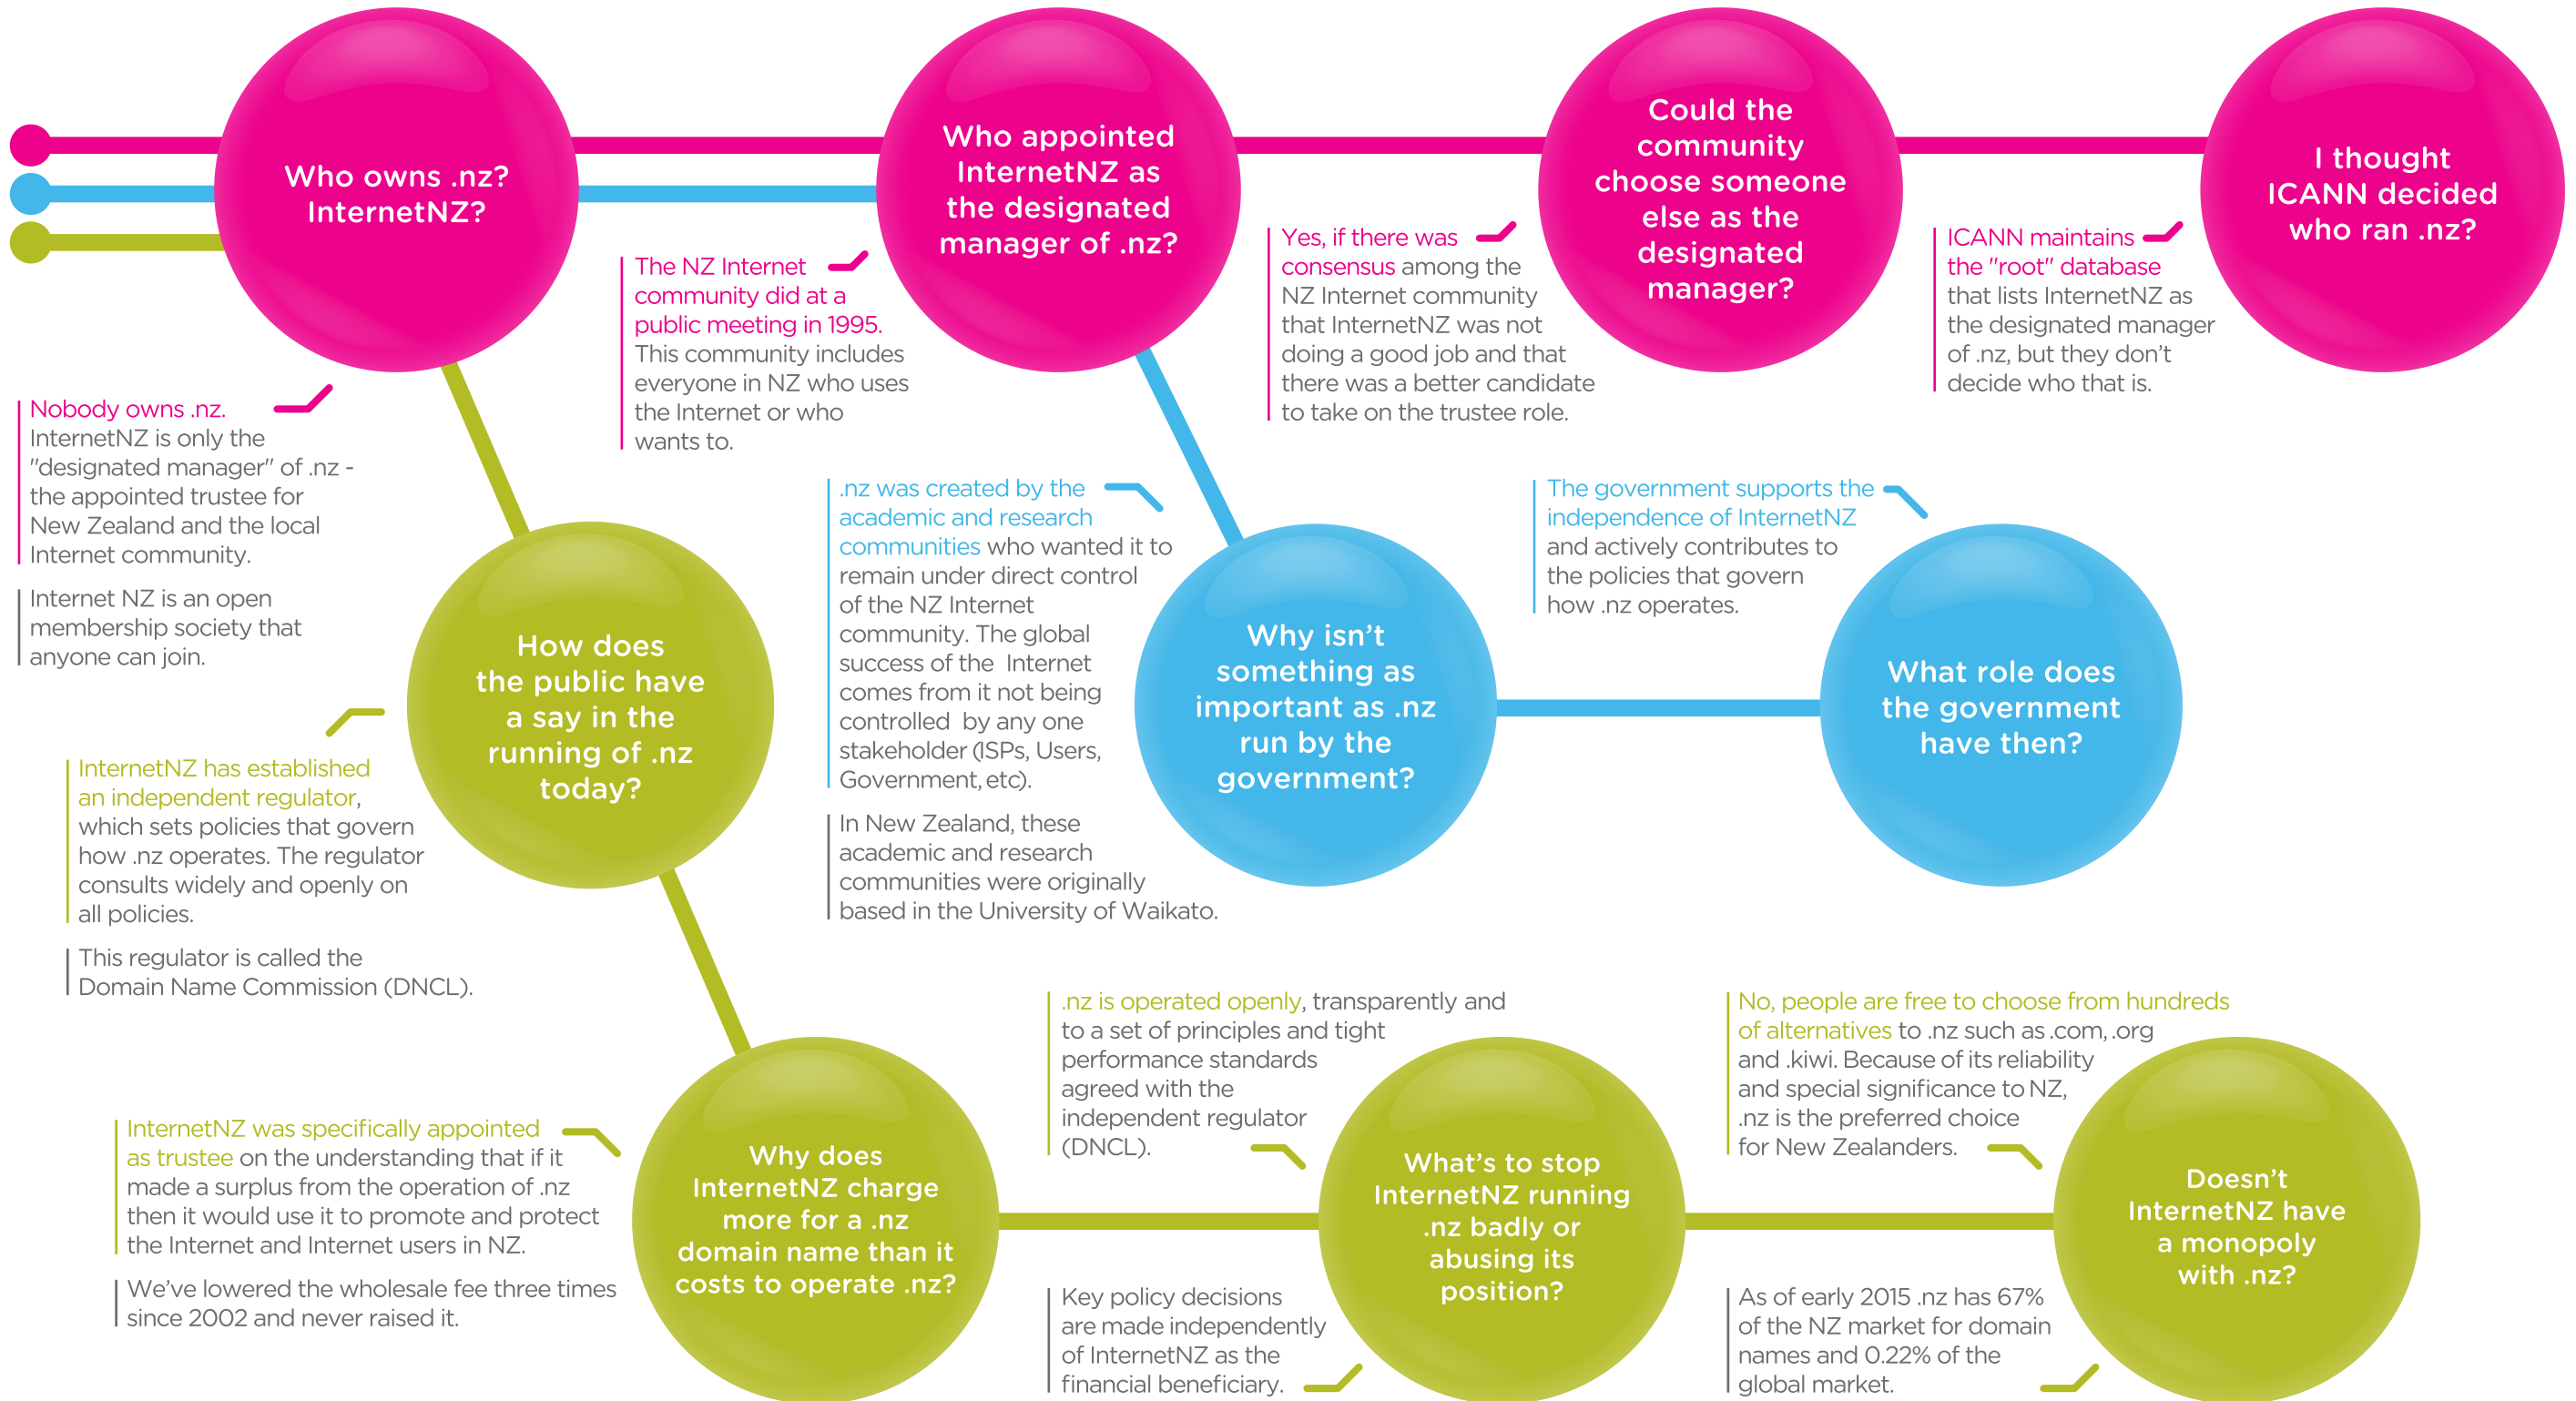 Who owns .nz?
InternetNZ?
Nobody owns .nz.
InternetNZ is only the
"designated manager" of .nz -
the appointed trustee for
New Zealand and the local
Internet community.
Internet NZ is an open
membership society that
anyone can join.
Who appointed
InternetNZ as
the designated
manager of .nz?
The NZ Internet
community did at a
public meeting in 1995.
This community includes
everyone in NZ who uses
the Internet or who
wants to.
Could the
community
choose someone
else as the
designated
manager?
Yes, if there was
consensus among the
NZ Internet community
that InternetNZ was not
doing a good job and that
there was a better candidate
to take on the trustee role.
I thought
ICANN decided
who ran .nz?
ICANN maintains
the "root" database
that lists InternetNZ as
the designated manager
of .nz, but they don't
decide who that is.
Why isn't
something as
important as .nz
run by the
government?
.nz was created by the
academic and research
communities who wanted it to
remain under direct control
of the NZ Internet
community. The global
success of the  Internet
comes from it not being
controlled  by any one
stakeholder (ISPs, Users,
Government, etc).
In New Zealand, these
academic and research
communities were originally
based in the University of Waikato.
What role does
the government
have then?
The government supports the
independence of InternetNZ
and actively contributes to
the policies that govern
how .nz operates.
How does
the public have
a say in the
running of .nz
today?
InternetNZ has established
an independent regulator,
which sets policies that govern
how .nz operates. The regulator
consults widely and openly on
all policies.
This regulator is called the
Domain Name Commission (DNCL).
Why does
InternetNZ charge
more for a .nz
domain name than it
costs to operate .nz?
InternetNZ was specifically appointed
as trustee on the understanding that if it
made a surplus from the operation of .nz
then it would use it to promote and protect
the Internet and Internet users in NZ.
We've lowered the wholesale fee three times
since 2002 and never raised it.
What's to stop
InternetNZ running
.nz badly or
abusing its
position?
.nz is operated openly, transparently and
to a set of principles and tight
performance standards
agreed with the
independent regulator
(DNCL).
Key policy decisions
are made independently
of InternetNZ as the
financial beneficiary.
Doesn't
InternetNZ have
a monopoly
with .nz?
No, people are free to choose from hundreds
of alternatives to .nz such as .com, .org
and .kiwi. Because of its reliability
and special significance to NZ,
.nz is the preferred choice
for New Zealanders.
As of early 2015 .nz has 67%
of the NZ market for domain
names and 0.22% of the
global market.